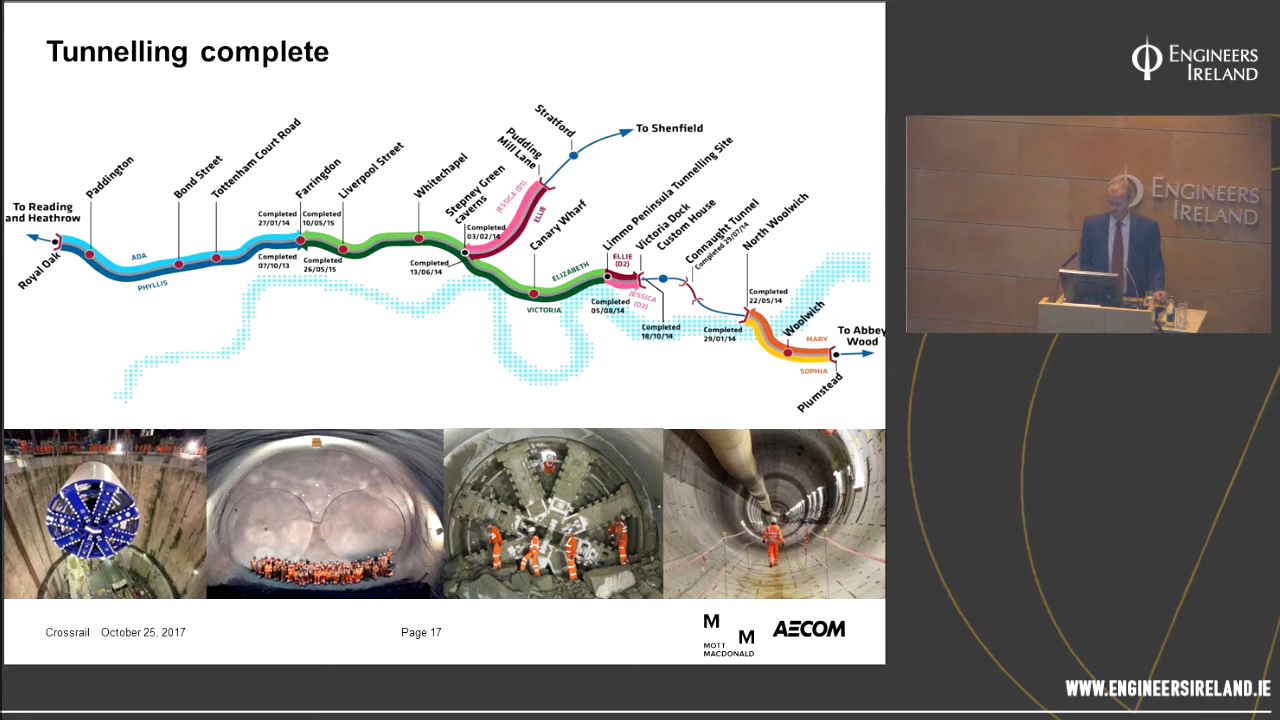 Tunnelling complete
ENGINEERS
IRELAND
To Reading
and Heathrow
Royal Oak
Paddington
Bond Street
Tottenham Court Road
Farringdon
Liverpool Street
Whitechapel
Stepney Green
caverns
Pudding
Mill Lane
Stratford
To Shenfield
Canary Wharf
Limmo Peninsula Tunnelling Site
Victoria Dock
Custom House
Connaught Tunnel
Completed 29/07/14
North Woolwich
Woolwich
To Abbey
Wood
Plumstead
ADA
PHYLLIS
Completed
27/01/14
Completed
10/05/15
Completed
07/10/13
Completed
26/05/15
Completed
03/02/14
Completed
13/06/14
JESSICA (D1)
ELLIE
ELIZABETH
VICTORIA
ELLIE
(D2)
JESSICA
(D2)
Completed
05/08/14
Completed
18/10/14
Completed
29/01/14
Completed
22/05/14
MARY
SOPHIA
ENGINEERS
IRELAND
Crossrail October 25, 2017
Page 17
M
M
MOTT
MACDONALD
AECOM
WWW.ENGINEERSIRELAND.IE